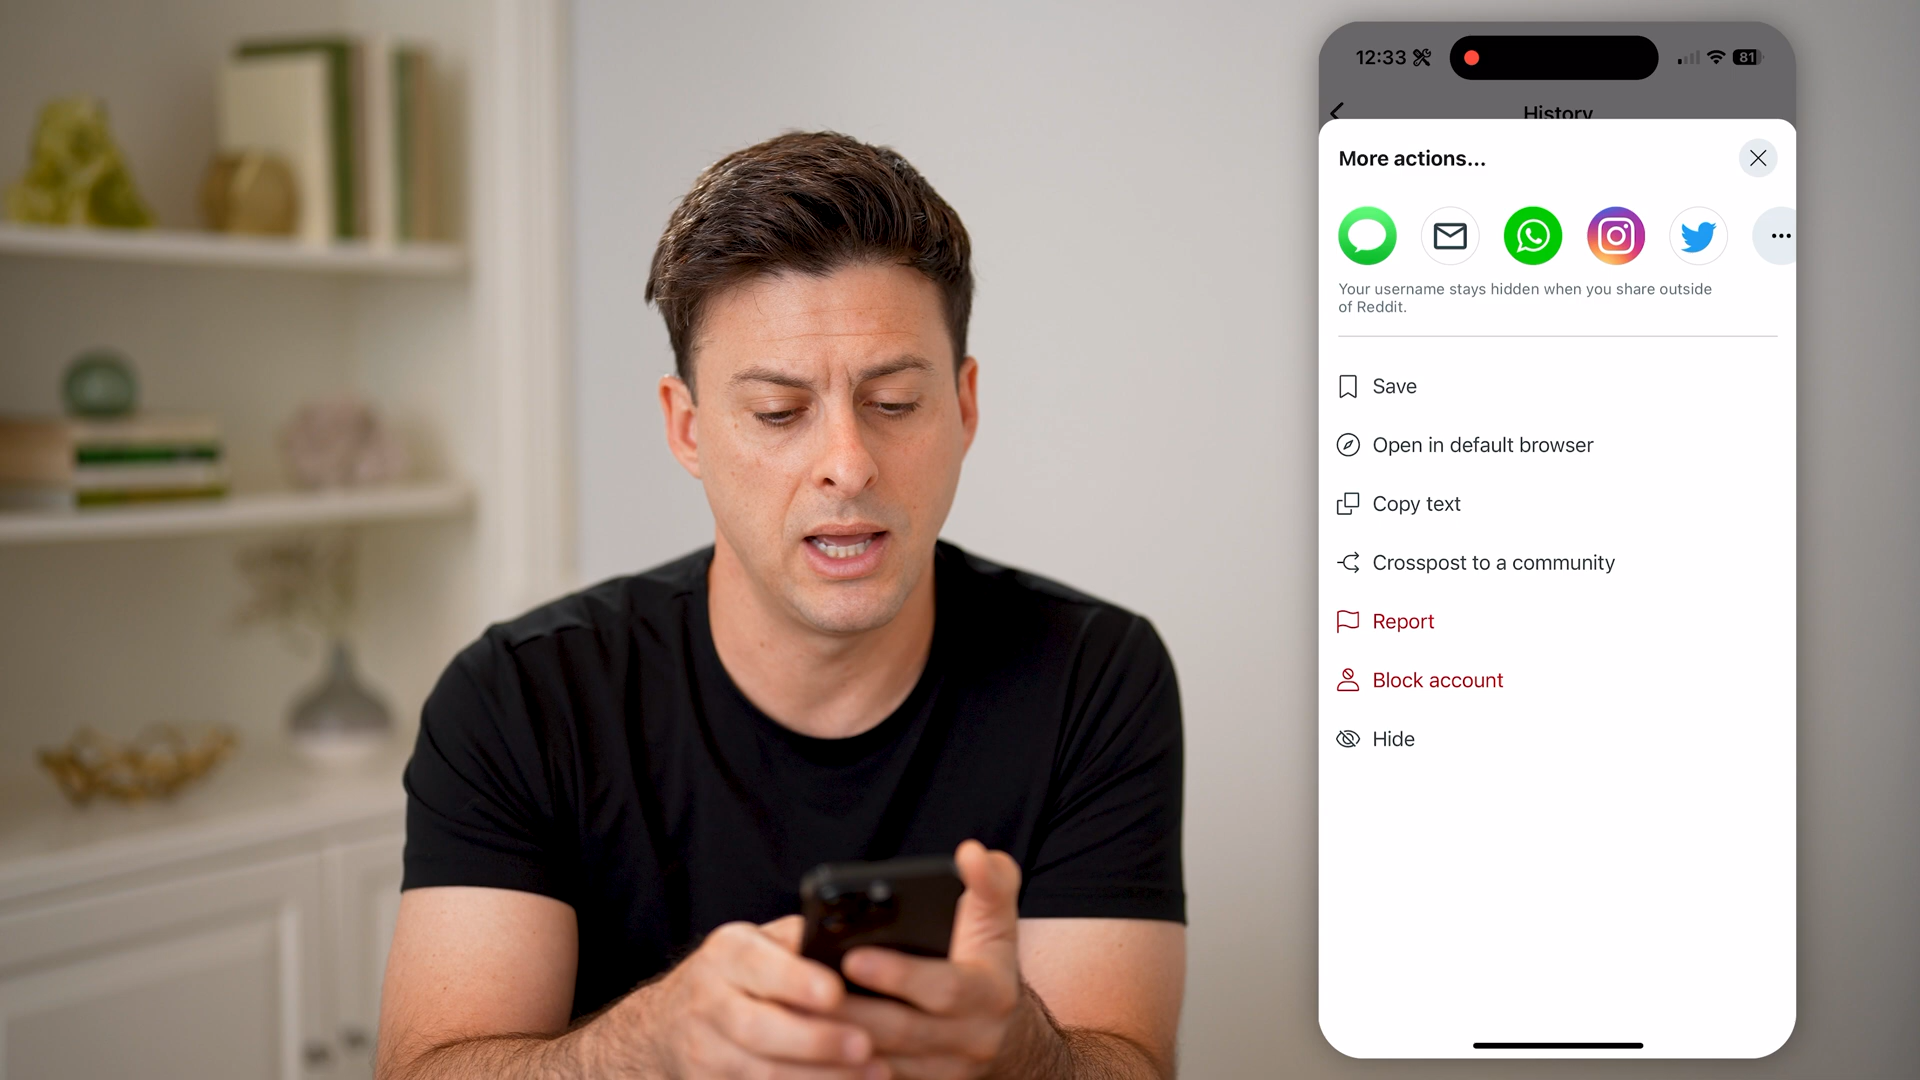 12:33
81
History
More actions...
Your username stays hidden when you share outside
of Reddit.
Save
Open in default browser
Copy text
Crosspost to a community
Report
Block account
Hide